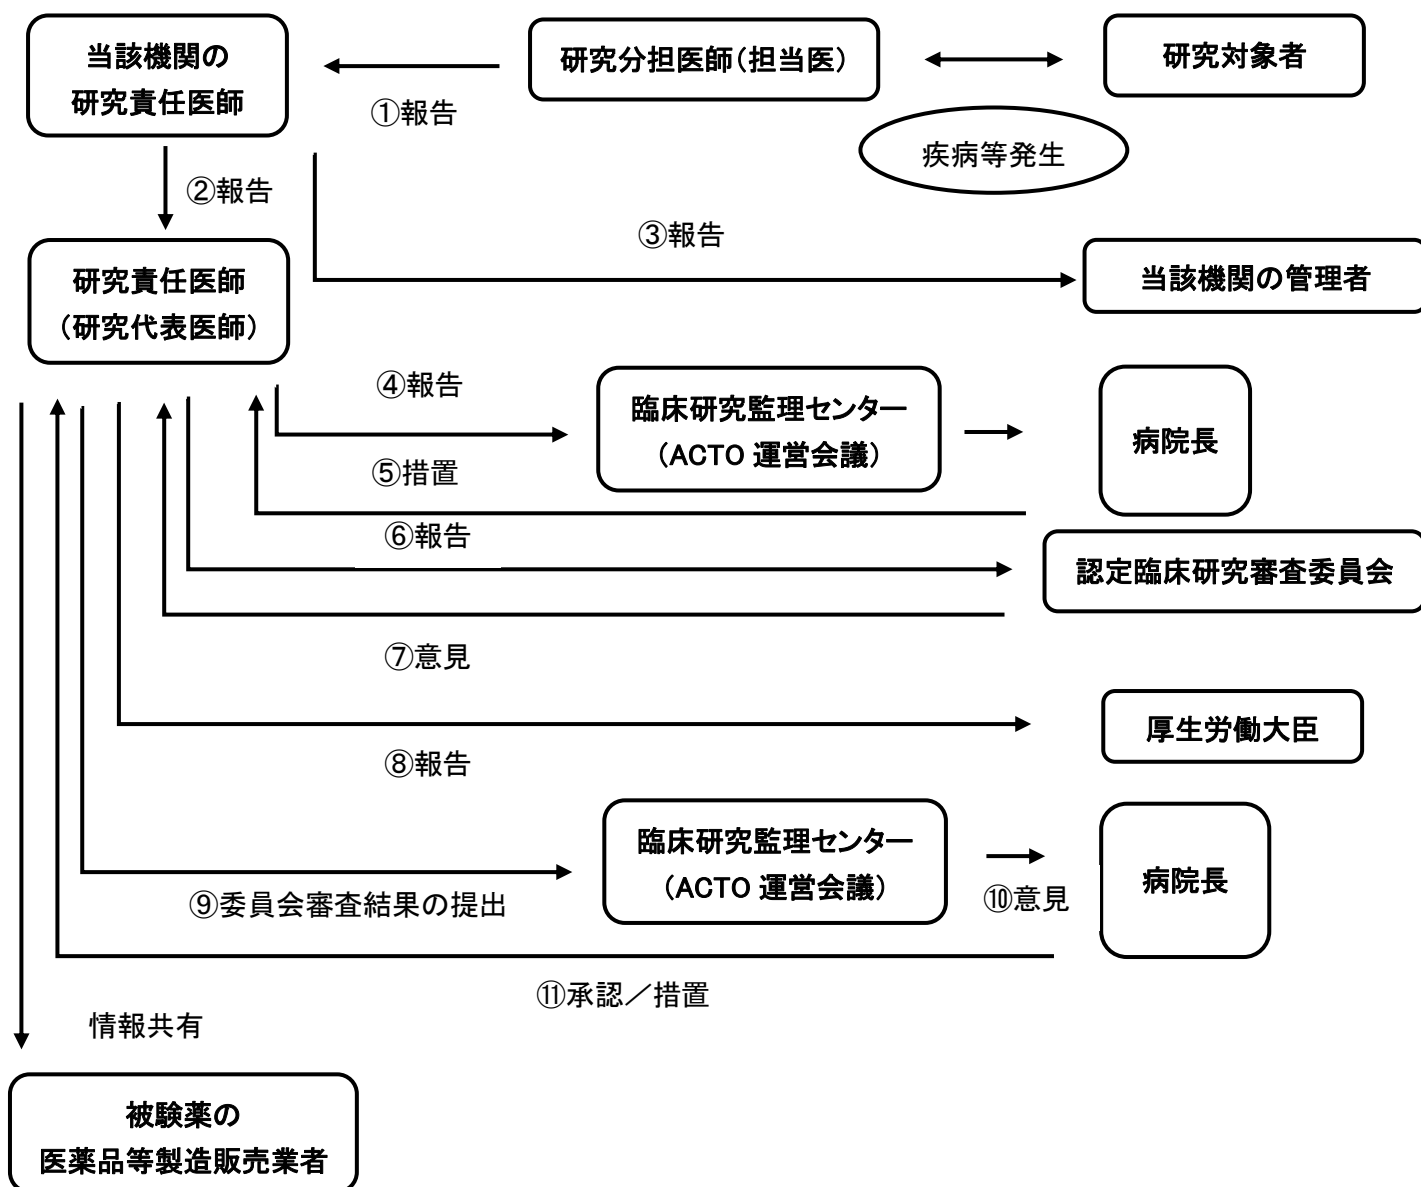 当該機関の
研究責任医師
研究分担医師（担当医）
研究対象者
①報告
疾病等発生
②報告
③報告
研究責任医師
（研究代表医師）
当該機関の管理者
④報告
臨床研究監理センター
（ACTO 運営会議）
病院長
⑤措置
⑥報告
認定臨床研究審査委員会
⑦意見
厚生労働大臣
⑧報告
臨床研究監理センター
（ACTO 運営会議）
病院長
⑨委員会審査結果の提出
⑩意見
⑪承認／措置
情報共有
被験薬の
医薬品等製造販売業者